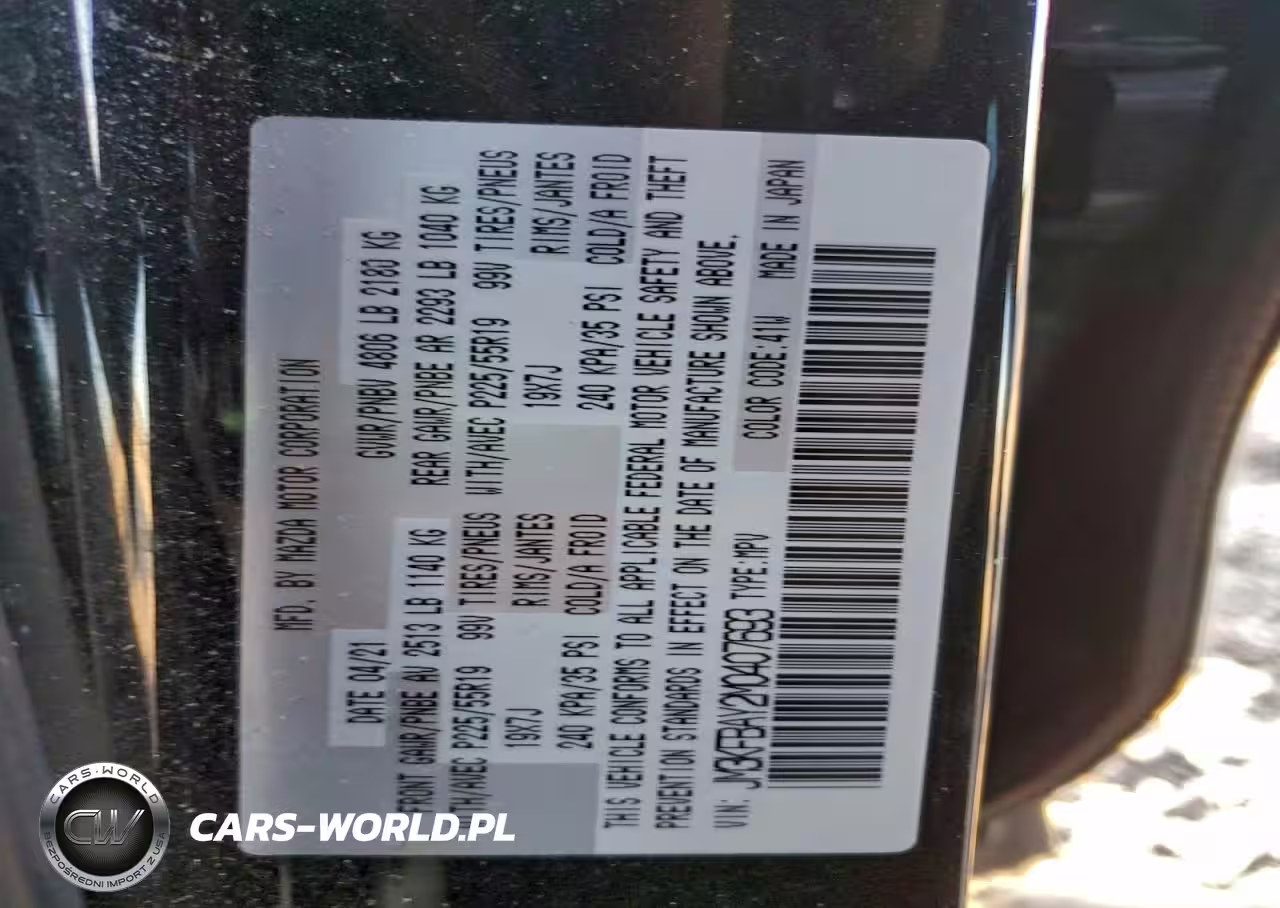 MFD. BY MAZDA MOTOR CORPORATION
DATE 04/21 GVWR/PNBV 4806 LB 2180 KG
FRONT GAWR/PNBE AV 2513 LB 1140 KG REAR GAWR/PNBE AR 2293 LB 1040 KG
WITH/AVEC P225/55R19 99V TIRES/PNEUS WITH/AVEC P225/55R19 99V TIRES/PNEUS
19X7J RIMS/JANTES 19X7J RIMS/JANTES
240 KPA/35 PSI COLD/A FROID 240 KPA/35 PSI COLD/A FROID
THIS VEHICLE CONFORMS TO ALL APPLICABLE FEDERAL MOTOR VEHICLE SAFETY AND THEFT
PREVENTION STANDARDS IN EFFECT ON THE DATE OF MANUFACTURE SHOWN ABOVE.
VIN: JM3KFBAY2M0407693 TYPE:MPV COLOR CODE:41W MADE IN JAPAN
CARS-WORLD
CW
BEZPOŚREDNI IMPORT Z USA
CARS-WORLD.PL